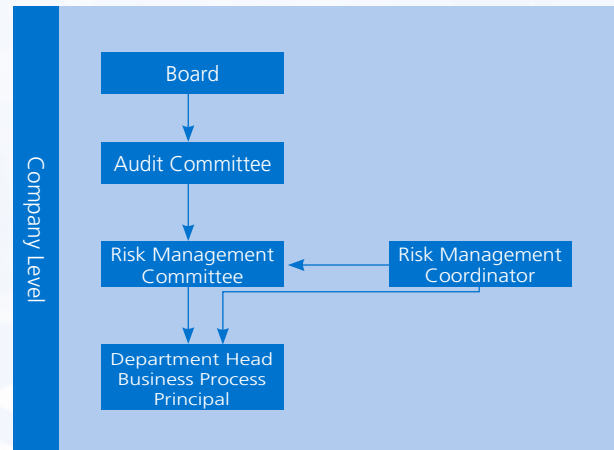 Company Level
Board
Audit Committee
Risk Management
Committee
Risk Management
Coordinator
Department Head
Business Process
Principal